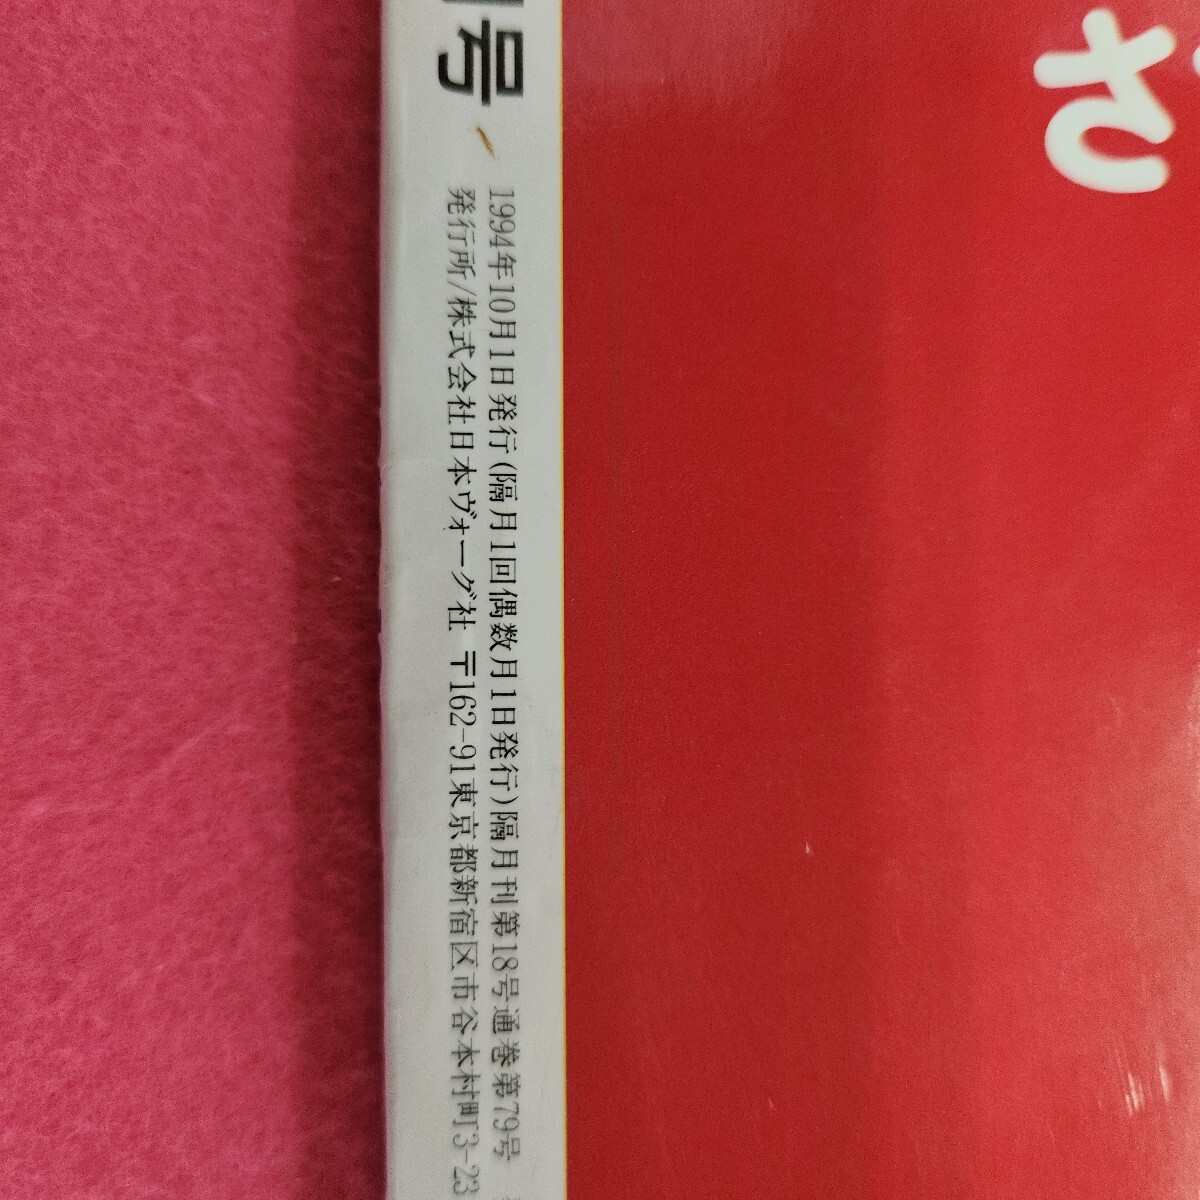 号
1994年10月1日発行(隔月1回偶数月1日発行)隔月刊第18号通巻第79号
発行所/株式会社日本ヴォーグ社 〒162-91東京都新宿区市谷本村町3-23
さ